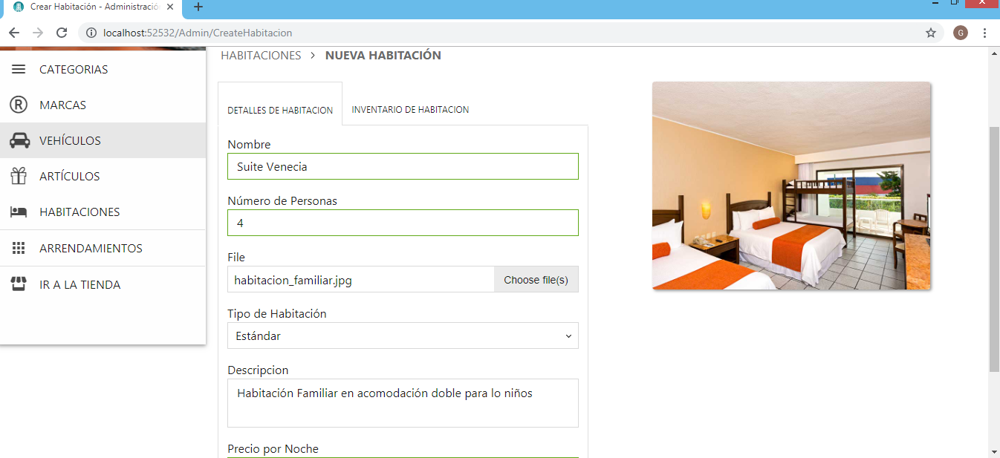 Crear Habitación - Administració
localhost:52532/Admin/CreateHabitacion
G
CATEGORIAS
® MARCAS
VEHÍCULOS
ARTÍCULOS
HABITACIONES
ARRENDAMIENTOS
IR A LA TIENDA
HABITACIONES > NUEVA HABITACIÓN
DETALLES DE HABITACION INVENTARIO DE HABITACION
Nombre
Suite Venecia
Número de Personas
4
File
habitacion_familiar.jpg Choose file(s)
Tipo de Habitación
Estándar
Descripcion
Habitación Familiar en acomodación doble para lo niños
Precio por Noche